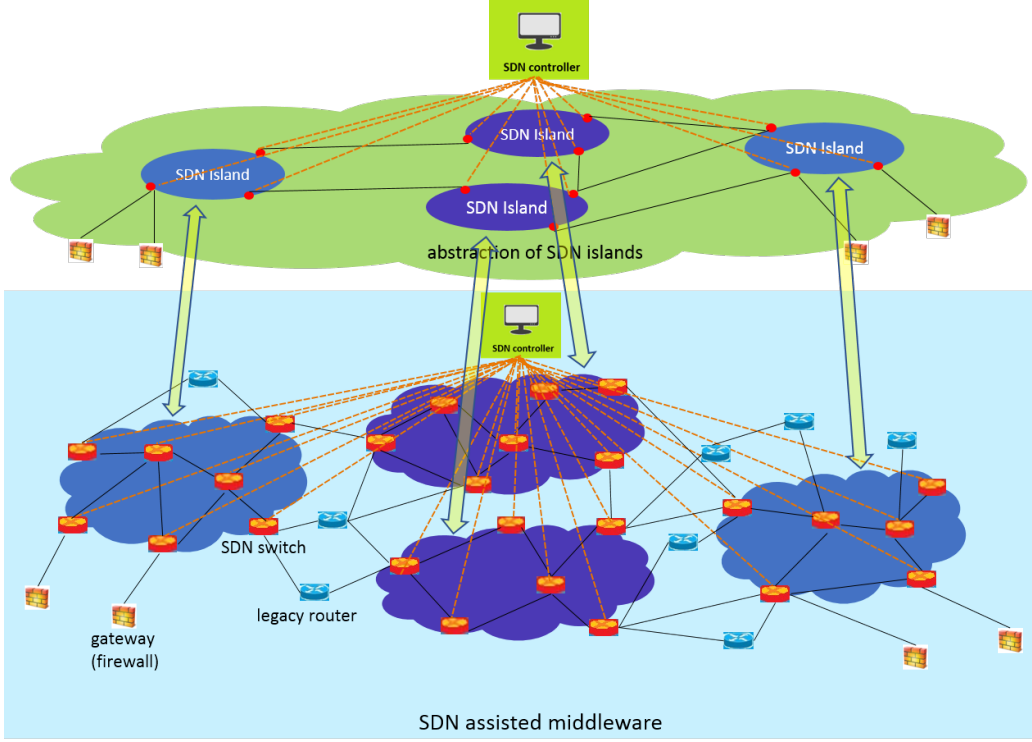 SDN controller
SDN Island
SDN Island
SDN Island
SDN Island
abstraction of SDN islands
SDN controller
SDN switch
legacy router
gateway
(firewall)
SDN assisted middleware